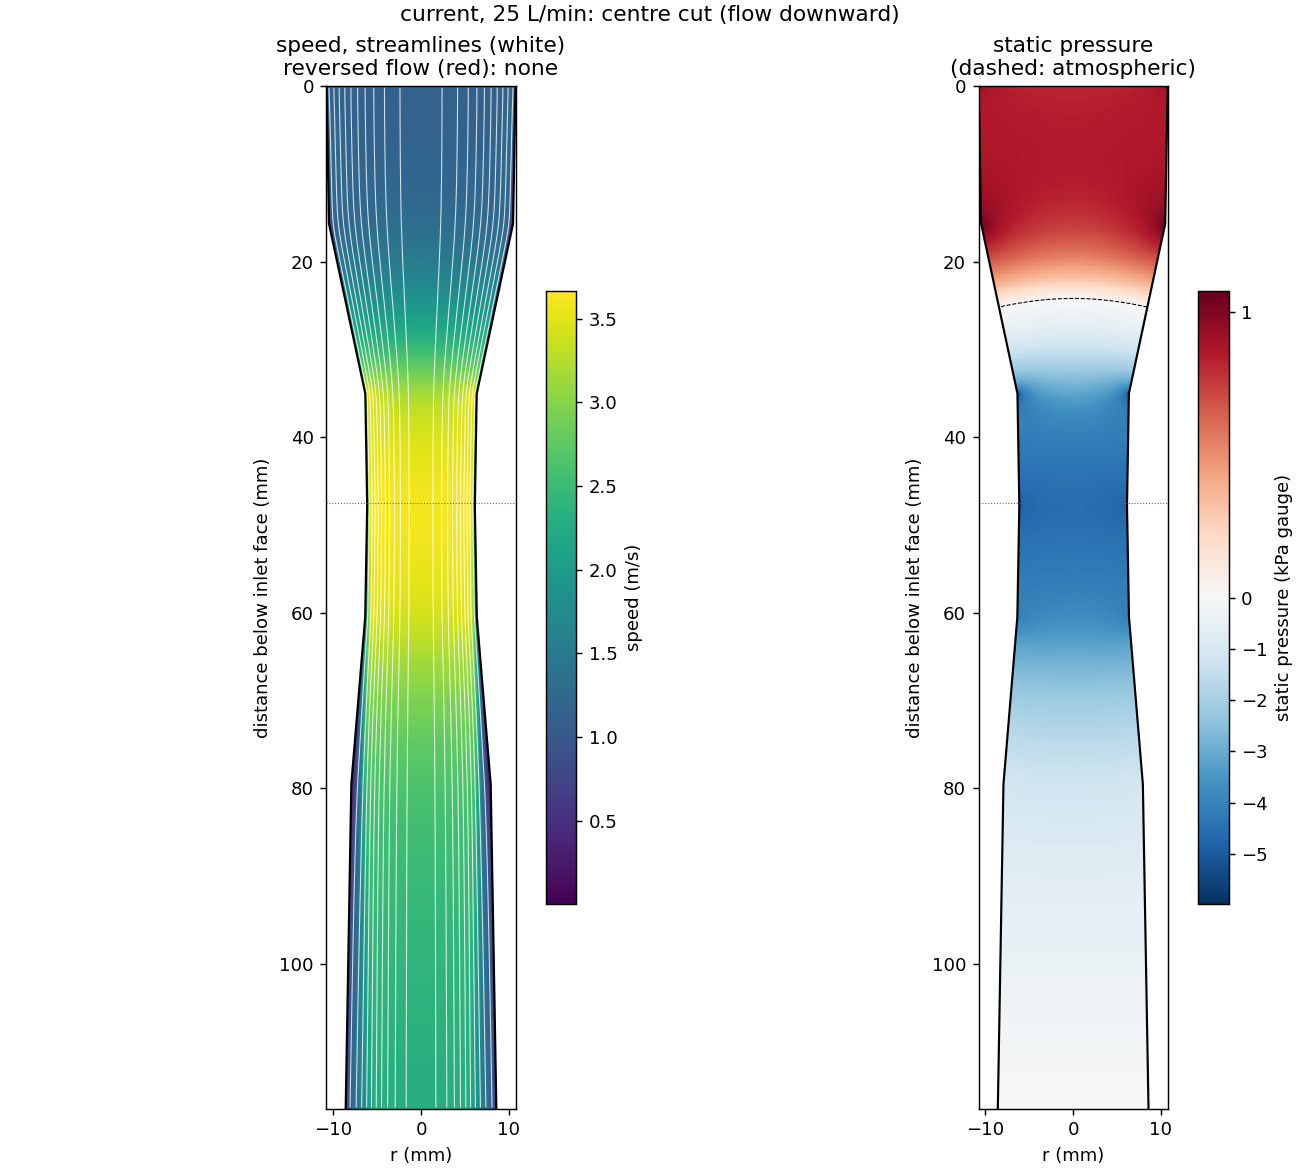 current, 25 L/min: centre cut (flow downward)
speed, streamlines (white)
reversed flow (red): none
0
20
40
60
80
100
distance below inlet face (mm)
−10
0
10
r (mm)
3.5
3.0
2.5
2.0
1.5
1.0
0.5
speed (m/s)
static pressure
(dashed: atmospheric)
0
20
40
60
80
100
distance below inlet face (mm)
−10
0
10
r (mm)
1
0
−1
−2
−3
−4
−5
static pressure (kPa gauge)